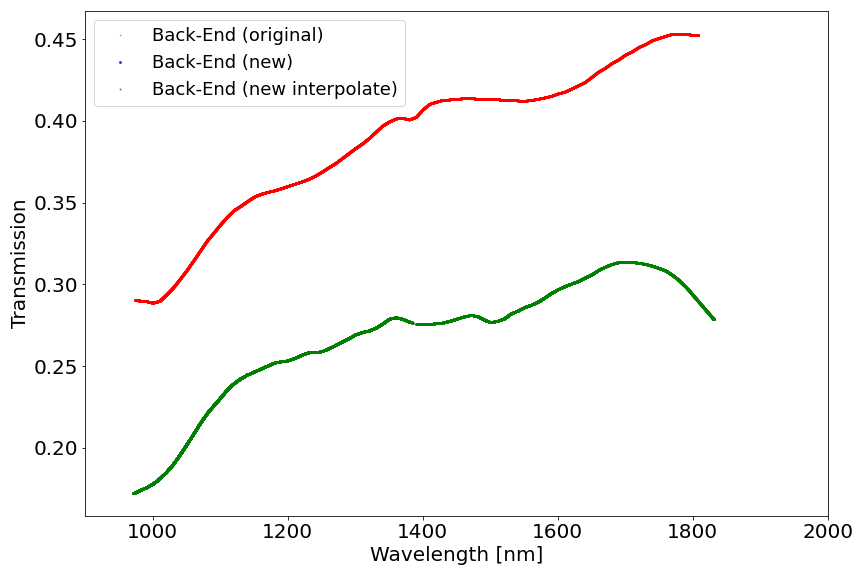 Back-End (original)
Back-End (new)
Back-End (new interpolate)
0.45
0.40
0.35
0.30
0.25
0.20
Transmission
1000 1200 1400 1600 1800 2000
Wavelength [nm]